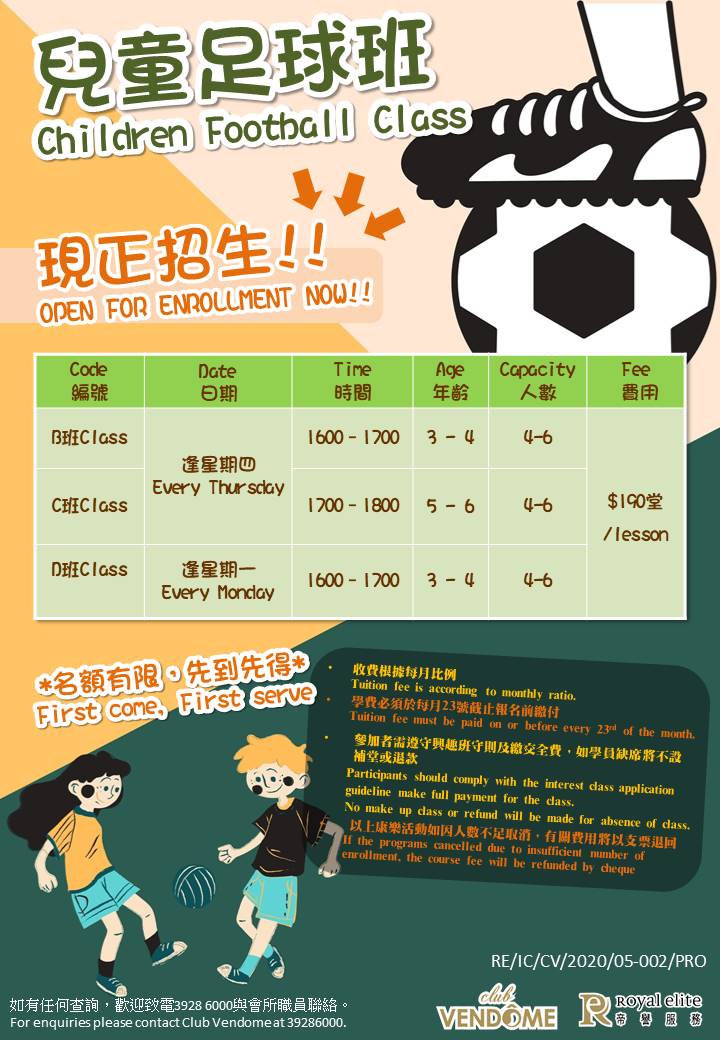 兒童足球班
Children Football Class
現正招生!!
OPEN FOR ENROLLMENT NOW!!
Code Date Time Age Capacity Fee
編號 日期 時間 年齡 人數 費用
B班Class 1600 - 1700 3 - 4 4-6
逢星期四
Every Thursday
C班Class 1700 - 1800 5 - 6 4-6
$190堂
/lesson
D班Class 逢星期一 1600 - 1700 3 - 4 4-6
Every Monday
*名額有限，先到先得*
First come, First serve
• 收費根據每月比例
Tuition fee is according to monthly ratio.
• 學費必須於每月23號截止報名前繳付
Tuition fee must be paid on or before every 23rd of the month.
• 參加者需遵守興趣班守則及繳交全費，如學員缺席將不設
補堂或退款
Participants should comply with the interest class application
guideline make full payment for the class.
No make up class or refund will be made for absence of class.
• 以上康樂活動如因人數不足取消，有關費用將以支票退回
If the programs cancelled due to insufficient number of
enrollment, the course fee will be refunded by cheque
RE/IC/CV/2020/05-002/PRO
如有任何查詢，歡迎致電3928 6000與會所職員聯絡。
For enquiries please contact Club Vendome at 39286000.
club
VENDÔME
R Royal elite
帝譽服務